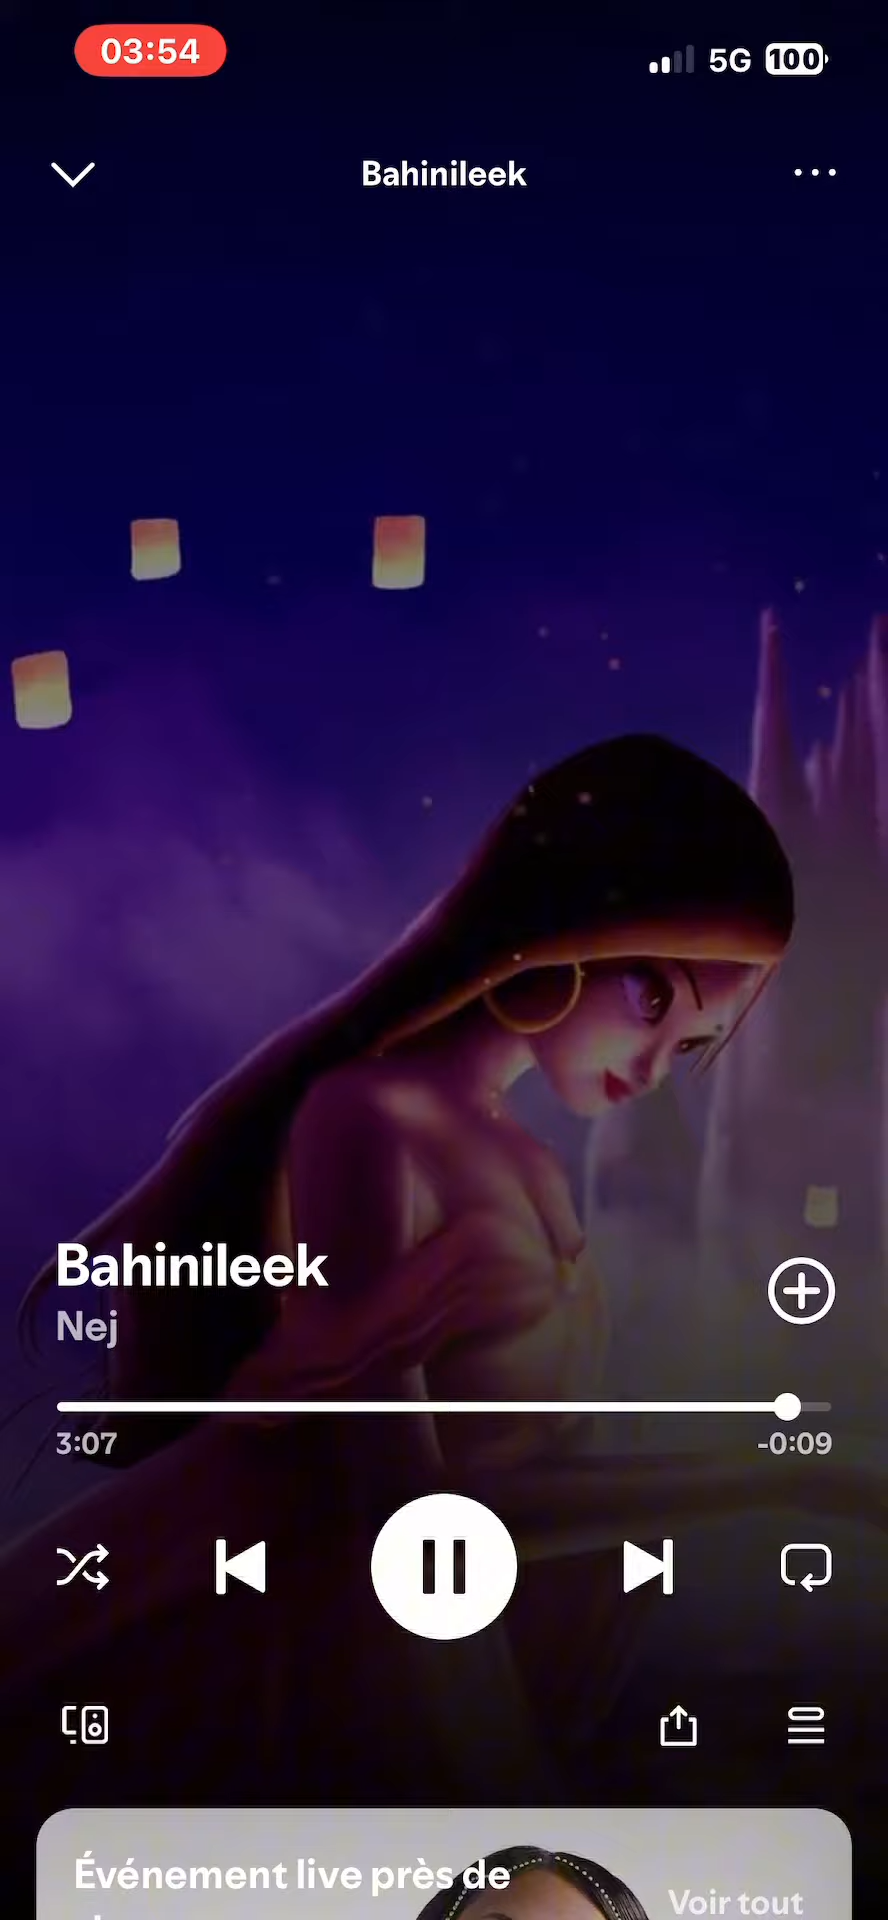 03:54
5G 100
Bahinileek
Bahinileek
Nej
3:07
-0:09
Événement live près de
Voir tout